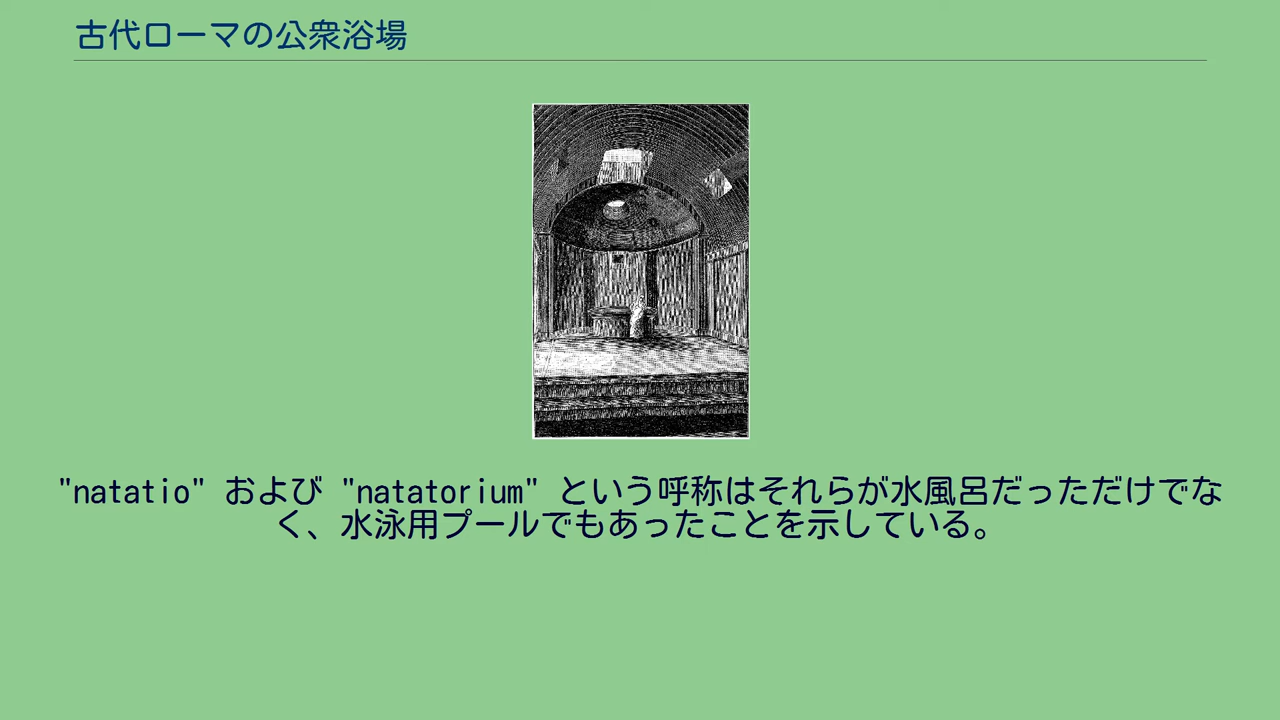 古代ローマの公衆浴場
"natatio" および "natatorium" という呼称はそれらが水風呂だっただけでな
く、水泳用プールでもあったことを示している。